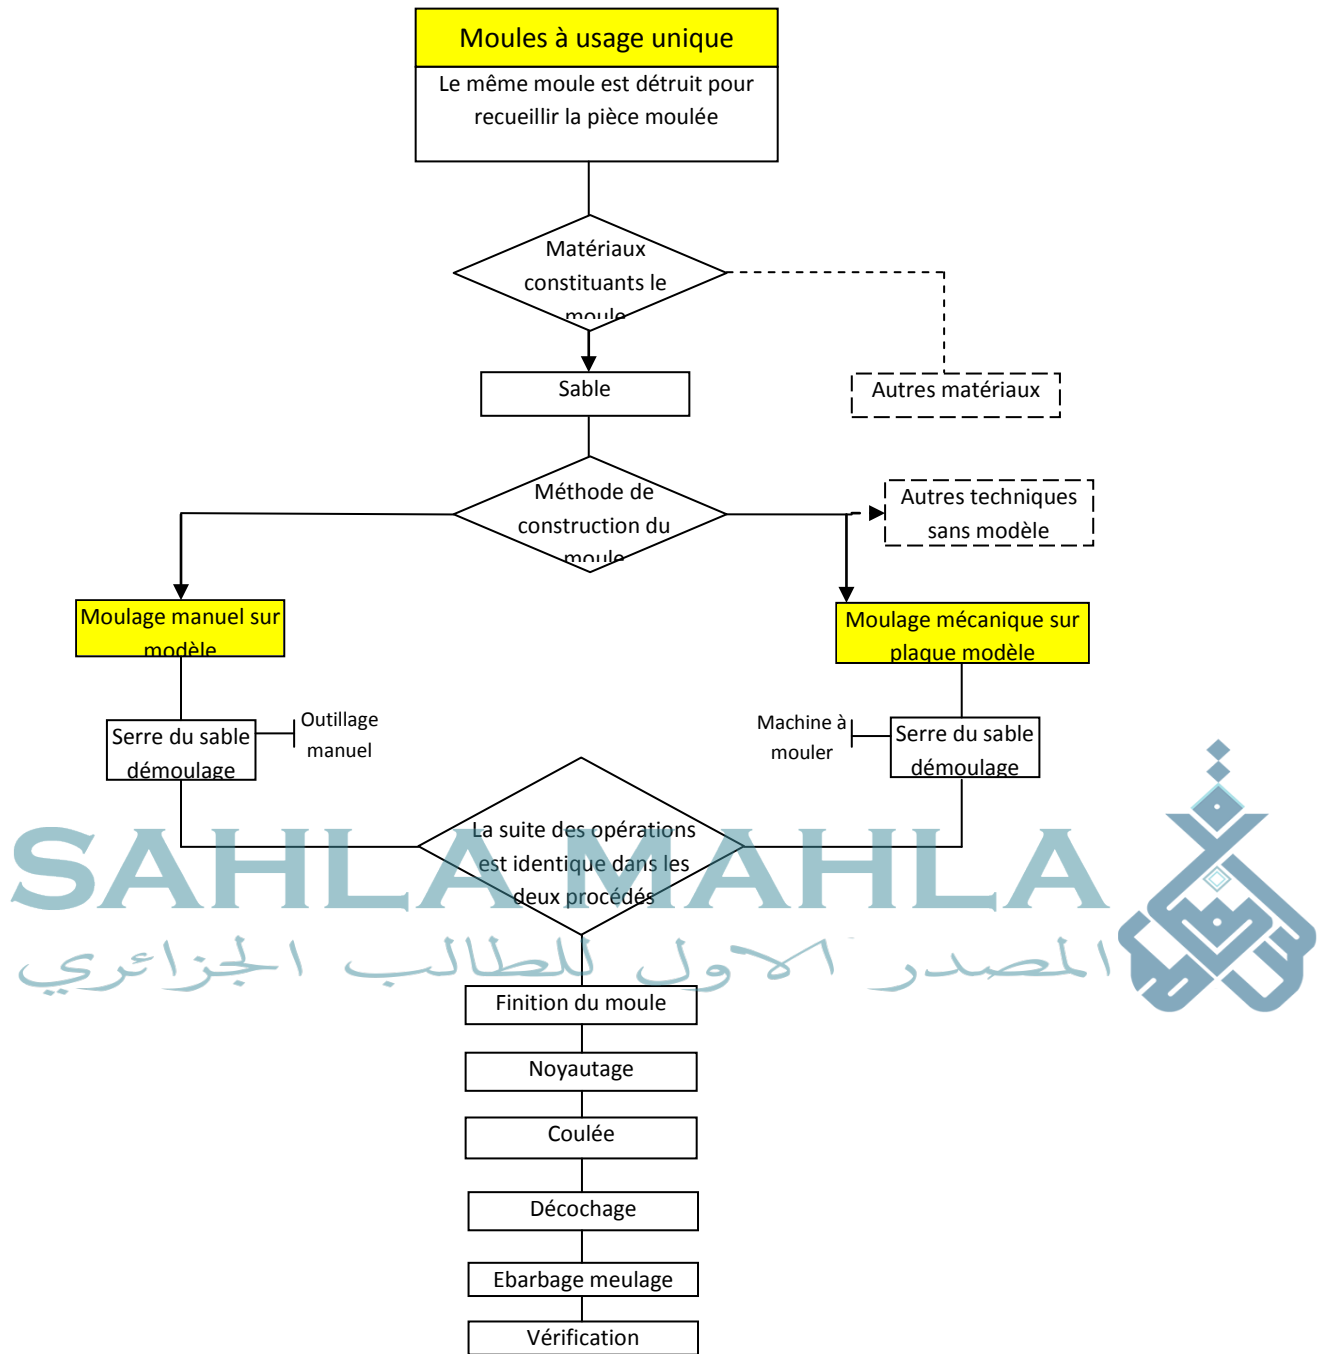 Moules à usage unique
Le même moule est détruit pour
recueillir la pièce moulée
Matériaux
constituants le
moule
Sable
Autres matériaux
Méthode de
construction du
moule
Autres techniques
sans modèle
Moulage manuel sur
modèle
Moulage mécanique sur
plaque modèle
Serre du sable
démoulage
Outillage
manuel
Machine à
mouler
Serre du sable
démoulage
La suite des opérations
est identique dans les
deux procédés
SAHLA MAHLA
المصدر الاول للطالب الجزائري
Finition du moule
Noyautage
Coulée
Décochage
Ebarbage meulage
Vérification